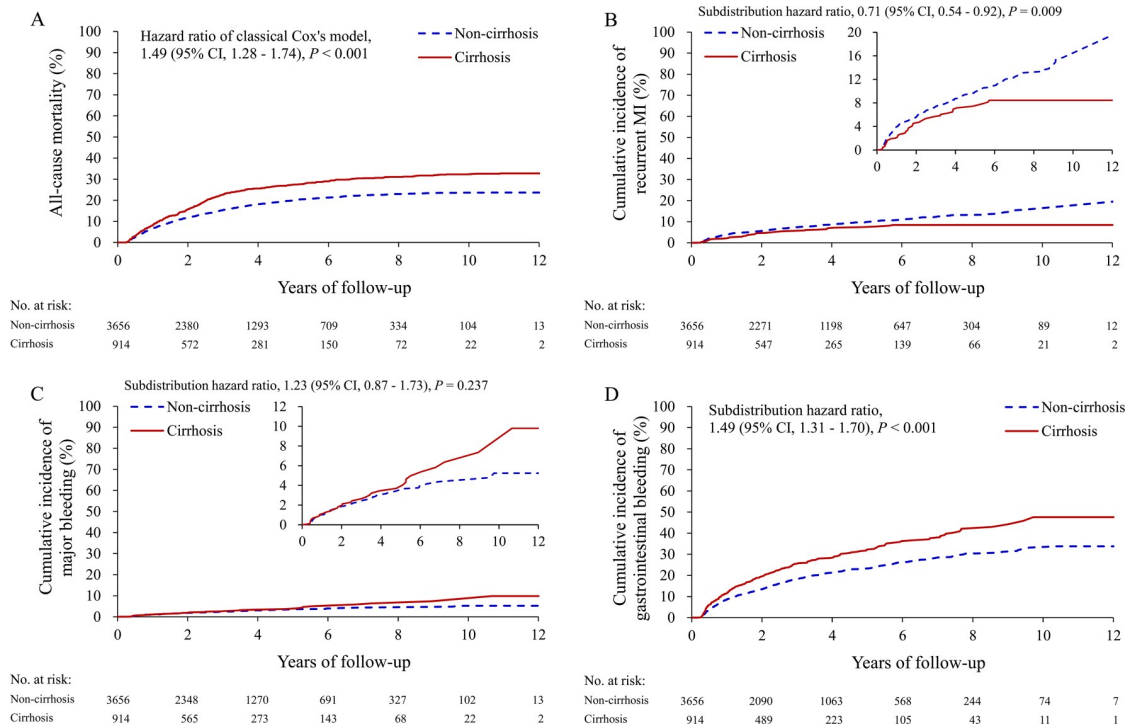 A
Hazard ratio of classical Cox's model,
1.49 (95% CI, 1.28 - 1.74), P < 0.001
Non-cirrhosis
Cirrhosis
All-cause mortality (%)
100
90
80
70
60
50
40
30
20
10
0
0 2 4 6 8 10 12
Years of follow-up
No. at risk:
Non-cirrhosis 3656 2380 1293 709 334 104 13
Cirrhosis 914 572 281 150 72 22 2
B
Subdistribution hazard ratio, 0.71 (95% CI, 0.54 - 0.92), P = 0.009
Non-cirrhosis
Cirrhosis
Cumulative incidence of
recurrent MI (%)
100
90
80
70
60
50
40
30
20
10
0
0 2 4 6 8 10 12
20
16
12
8
4
0
0 2 4 6 8 10 12
Years of follow-up
No. at risk:
Non-cirrhosis 3656 2271 1198 647 304 89 12
Cirrhosis 914 547 265 139 66 21 2
C
Subdistribution hazard ratio, 1.23 (95% CI, 0.87 - 1.73), P = 0.237
Non-cirrhosis
Cirrhosis
Cumulative incidence of
major bleeding (%)
100
90
80
70
60
50
40
30
20
10
0
0 2 4 6 8 10 12
12
10
8
6
4
2
0
0 2 4 6 8 10 12
Years of follow-up
No. at risk:
Non-cirrhosis 3656 2348 1270 691 327 102 13
Cirrhosis 914 565 273 143 68 22 2
D
Subdistribution hazard ratio,
1.49 (95% CI, 1.31 - 1.70), P < 0.001
Non-cirrhosis
Cirrhosis
Cumulative incidence of
gastrointestinal bleeding (%)
100
90
80
70
60
50
40
30
20
10
0
0 2 4 6 8 10 12
Years of follow-up
No. at risk:
Non-cirrhosis 3656 2090 1063 568 244 74 7
Cirrhosis 914 489 223 105 43 11 1